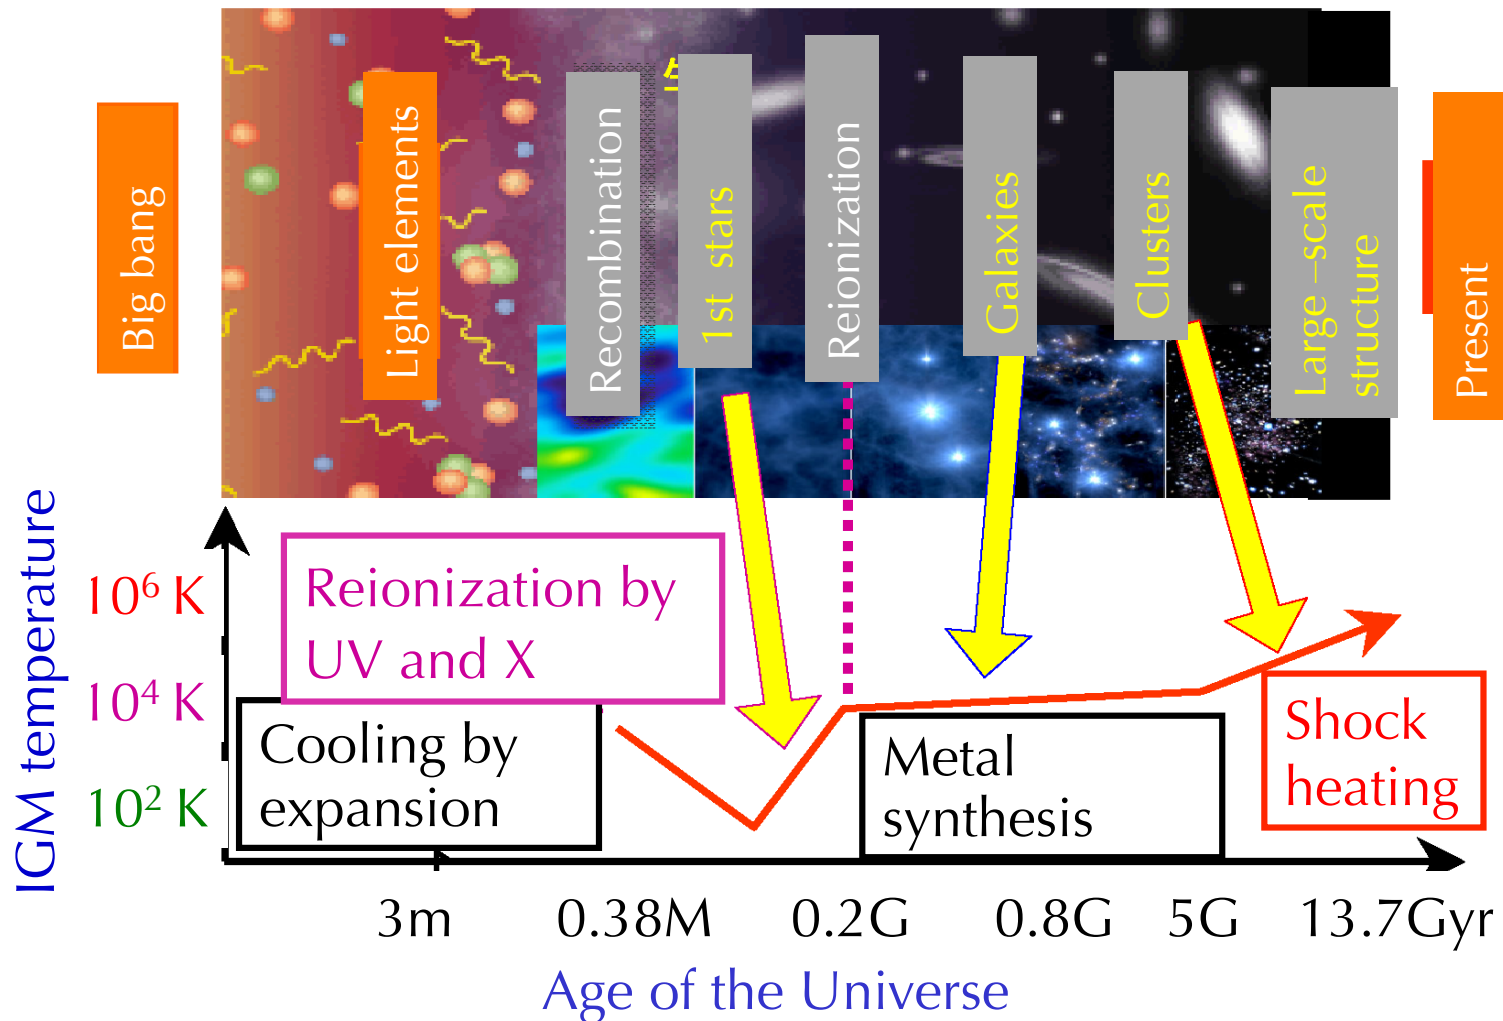 Big bang
Light elements
Recombination
1st stars
Reionization
Galaxies
Clusters
Large –scale
structure
Present
IGM temperature
10⁶ K
10⁴ K
10² K
Reionization by
UV and X
Cooling by
expansion
Metal
synthesis
Shock
heating
3m
0.38M
0.2G
0.8G
5G
13.7Gyr
Age of the Universe